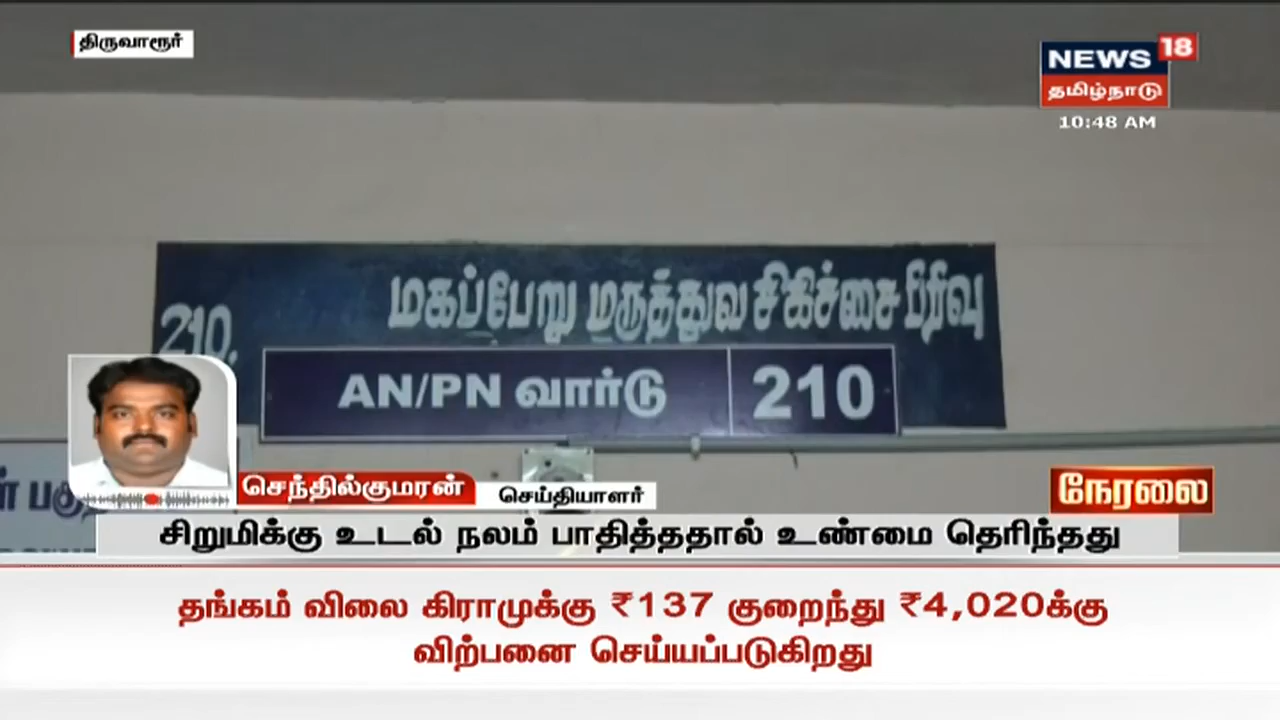 திருவாரூர்
NEWS 18
தமிழ்நாடு
10:48 AM
210. மகப்பேறு மருத்துவ சிகிச்சை பிரிவு
AN/PN வார்டு 210
செந்தில்குமரன்
செய்தியாளர்
நேரலை
சிறுமிக்கு உடல் நலம் பாதித்ததால் உண்மை தெரிந்தது
தங்கம் விலை கிராமுக்கு ₹137 குறைந்து ₹4,020க்கு
விற்பனை செய்யப்படுகிறது